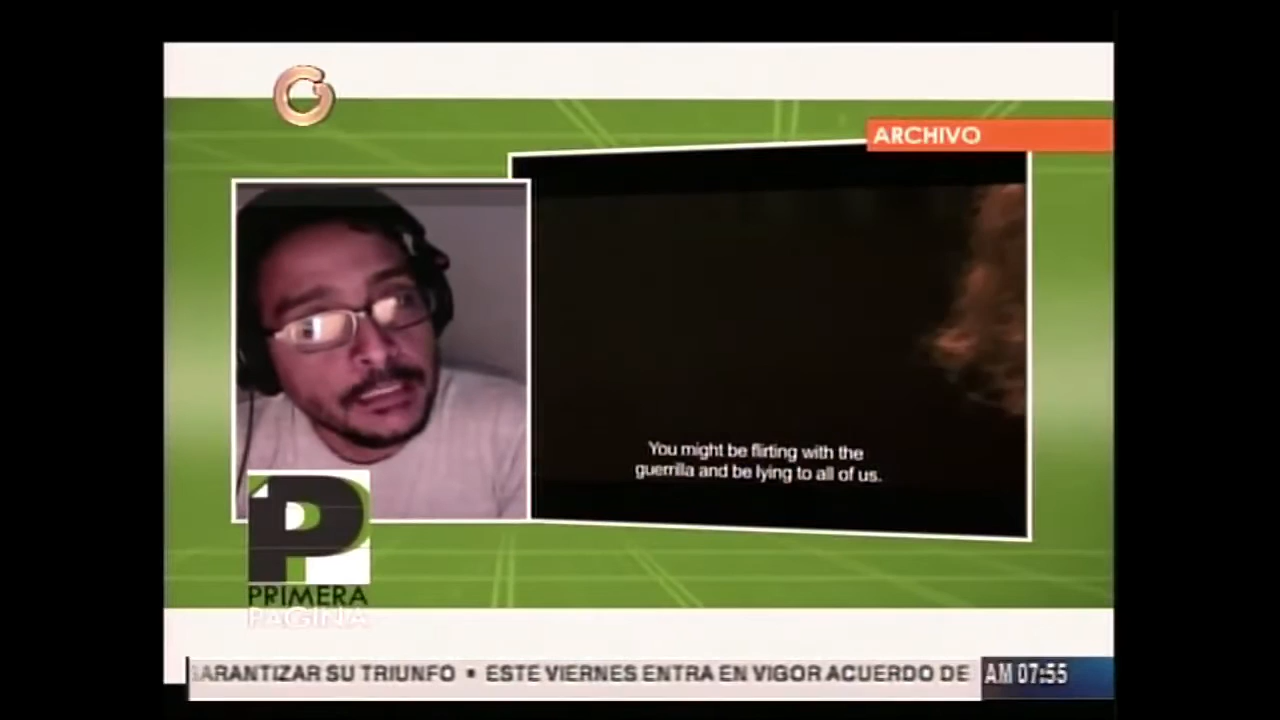 ARCHIVO
You might be flirting with the
guerrilla and be lying to all of us.
PRIMERA
PAGINA
ARANTIZAR SU TRIUNFO • ESTE VIERNES ENTRA EN VIGOR ACUERDO DE
AM 07:55